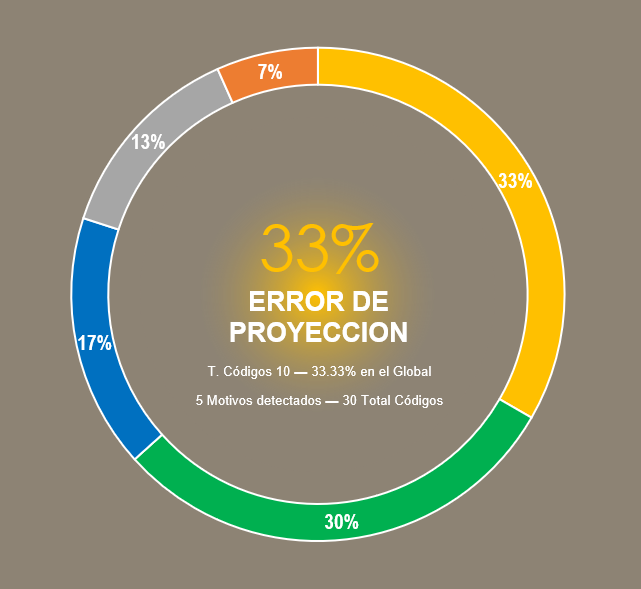 7%
13%
33%
33%
ERROR DE
PROYECCION
17%
T. Códigos 10 — 33.33% en el Global
5 Motivos detectados — 30 Total Códigos
30%